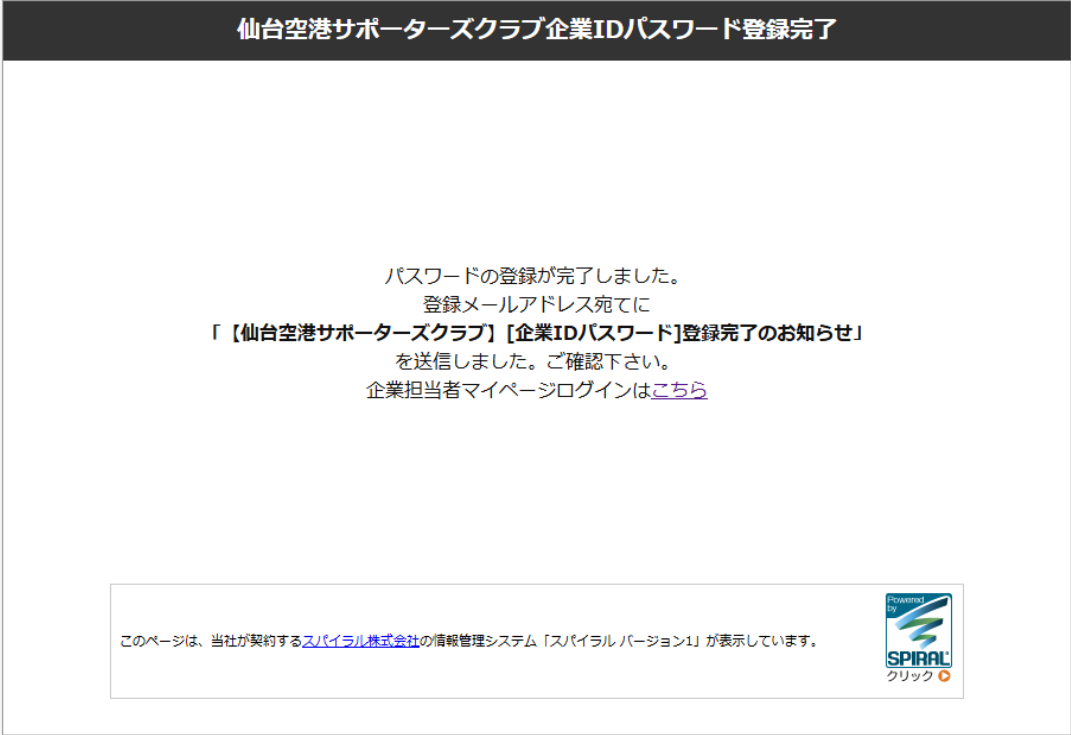 仙台空港サポーターズクラブ企業IDパスワード登録完了
パスワードの登録が完了しました。
登録メールアドレス宛てに
「【仙台空港サポーターズクラブ】[企業IDパスワード]登録完了のお知らせ」
を送信しました。ご確認下さい。
企業担当者マイページログインはこちら
このページは、当社が契約するスパイラル株式会社の情報管理システム「スパイラル バージョン1」が表示しています。
Powered
by
SPIRAL
クリック